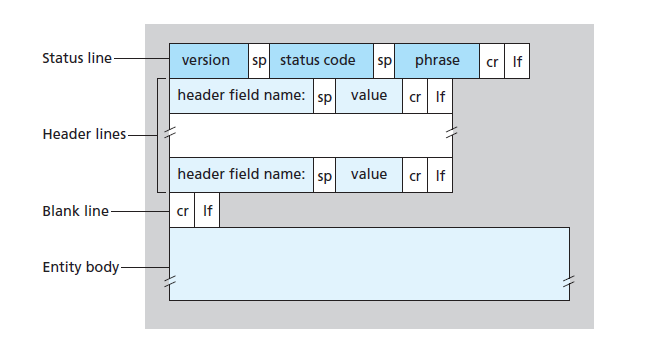 Status line version sp status code sp phrase cr lf
header field name: sp value cr lf
Header lines
header field name: sp value cr lf
Blank line cr lf
Entity body